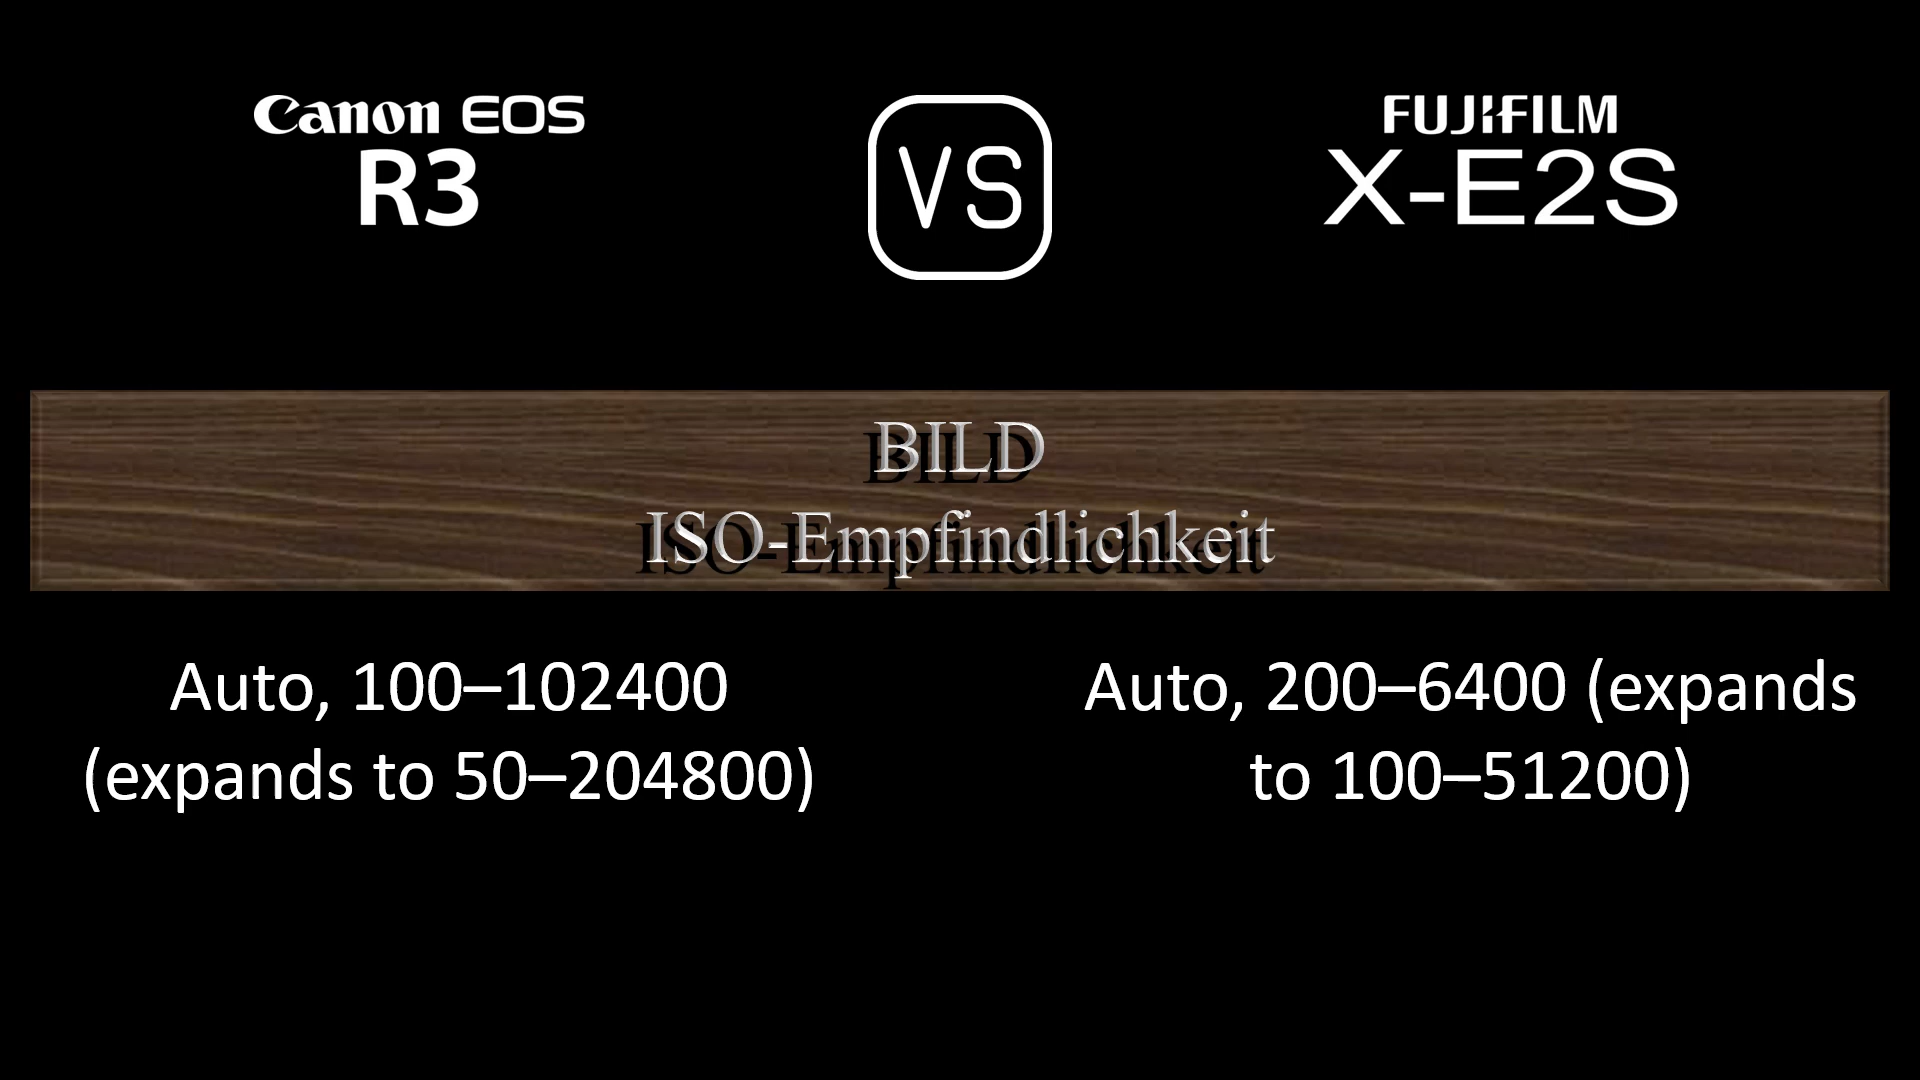 Canon EOS
R3
VS
FUJIFILM
X-E2S
BILD
ISO-Empfindlichkeit
Auto, 100–102400
(expands to 50–204800)
Auto, 200–6400 (expands
to 100–51200)